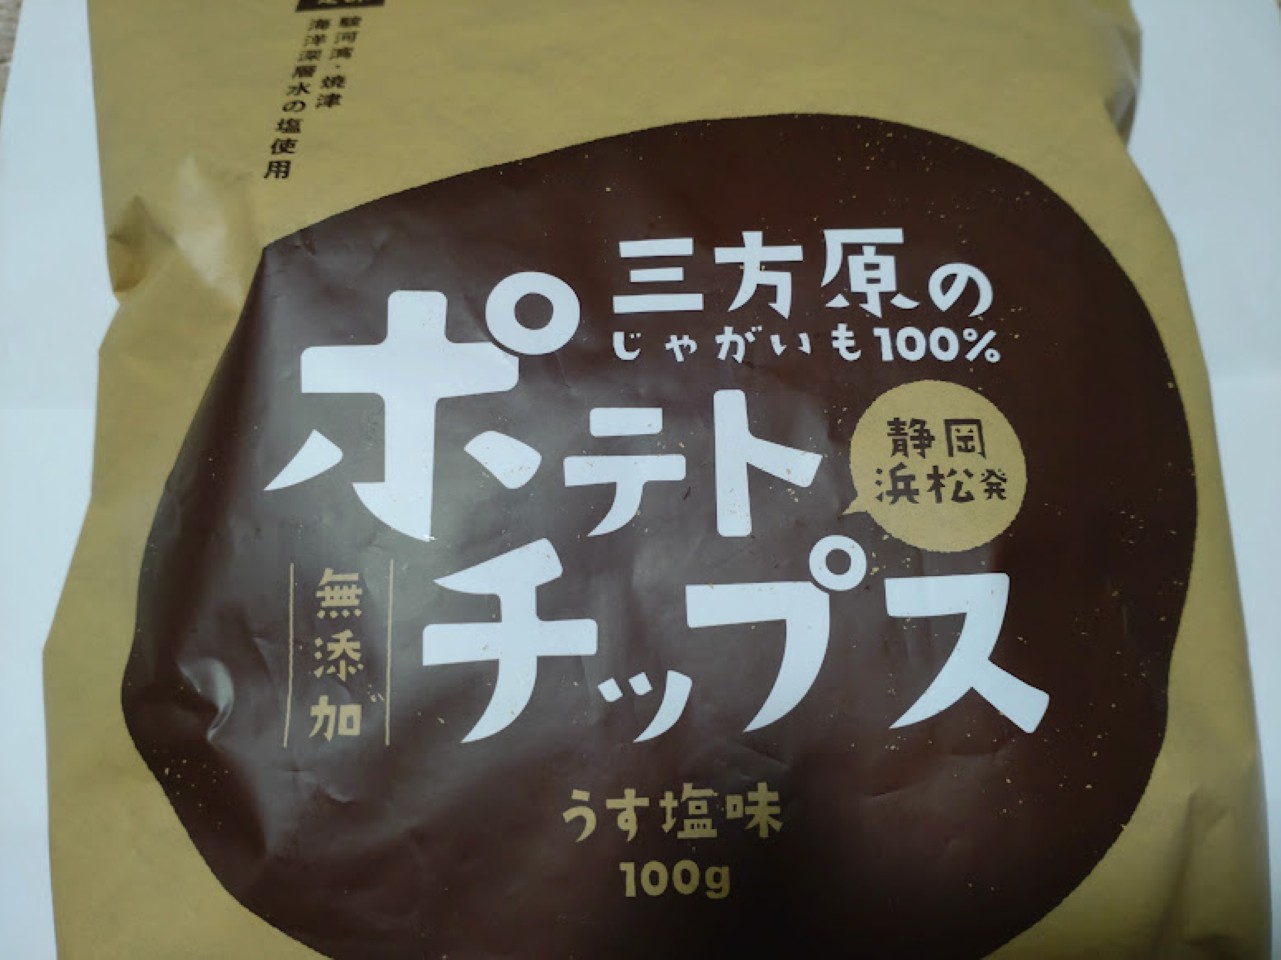 駿河湾・焼津
海洋深層水の塩使用
三方原の
じゃがいも100%
ポテト
チップス
静岡
浜松発
無添加
うす塩味
100g